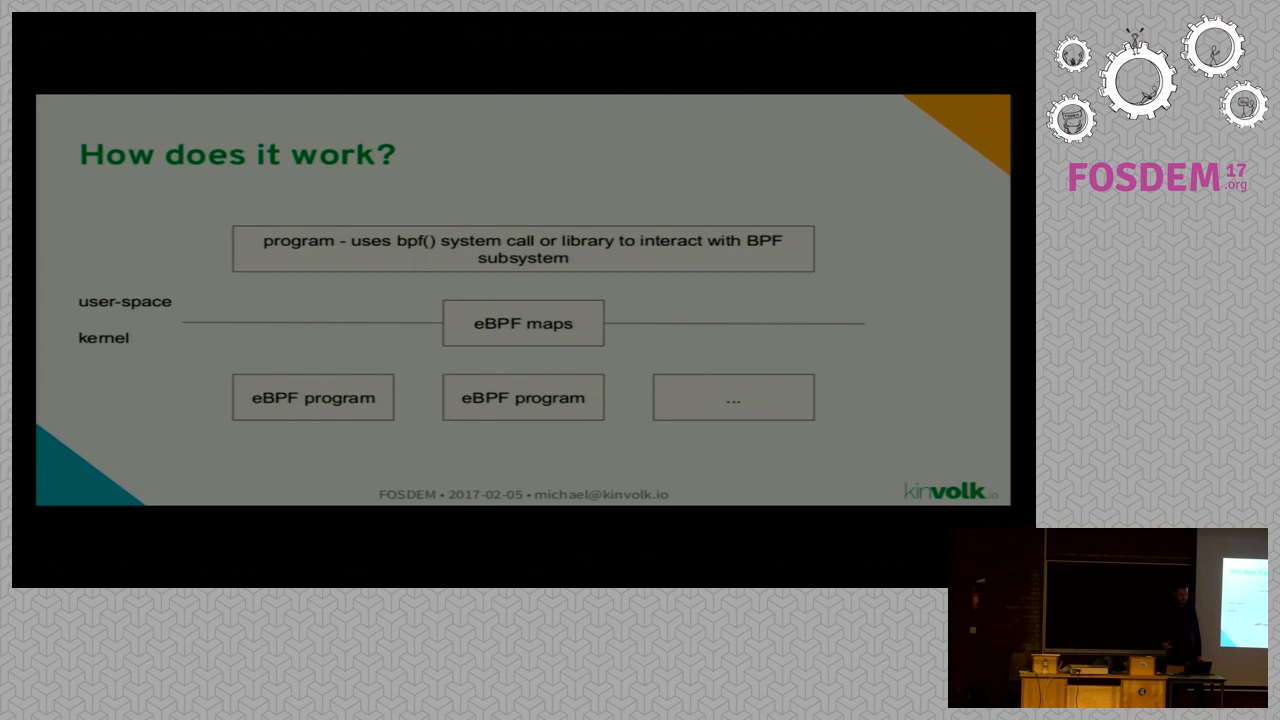 How does it work?
program - uses bpf() system call or library to interact with BPF
subsystem
user-space
eBPF maps
kernel
eBPF program
eBPF program
...
FOSDEM • 2017-02-05 • michael@kinvolk.io
kinvolk.io
FOSDEM 17
.org